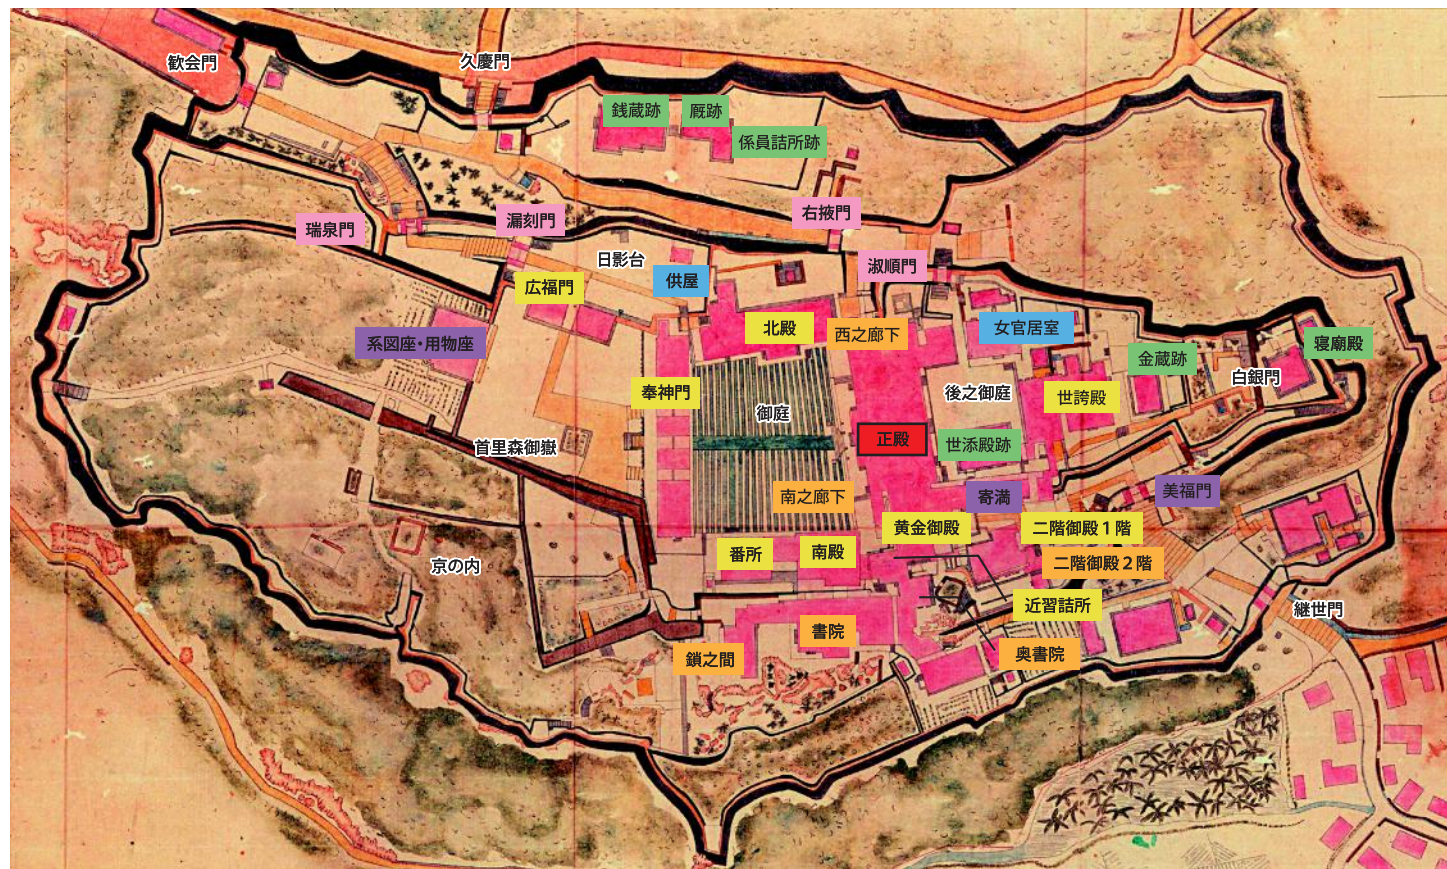 歓会門
久慶門
銭蔵跡
厩跡
係員詰所跡
瑞泉門
漏刻門
右掖門
日影台
供屋
淑順門
広福門
系図座・用物座
北殿
西之廊下
女官居室
金蔵跡
寝廟殿
白銀門
奉神門
御庭
後之御庭
世誇殿
首里森御嶽
正殿
世添殿跡
南之廊下
寄満
美福門
黄金御殿
二階御殿1階
番所
南殿
二階御殿2階
京の内
近習詰所
継世門
書院
鎖之間
奥書院